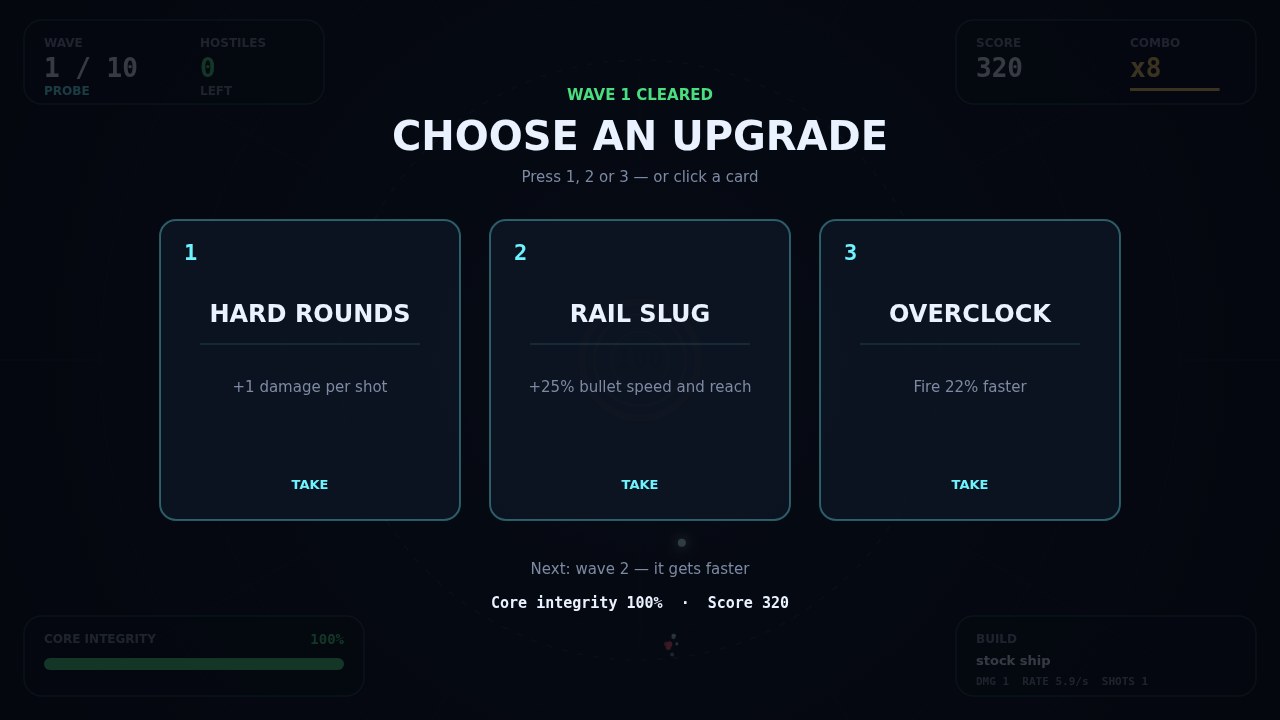 WAVE
HOSTILES
1 / 10
0
PROBE
LEFT
SCORE
COMBO
320
x8
WAVE 1 CLEARED
CHOOSE AN UPGRADE
Press 1, 2 or 3 — or click a card
1
HARD ROUNDS
+1 damage per shot
TAKE
2
RAIL SLUG
+25% bullet speed and reach
TAKE
3
OVERCLOCK
Fire 22% faster
TAKE
Next: wave 2 — it gets faster
Core integrity 100% · Score 320
CORE INTEGRITY
100%
BUILD
stock ship
DMG 1 RATE 5.9/s SHOTS 1